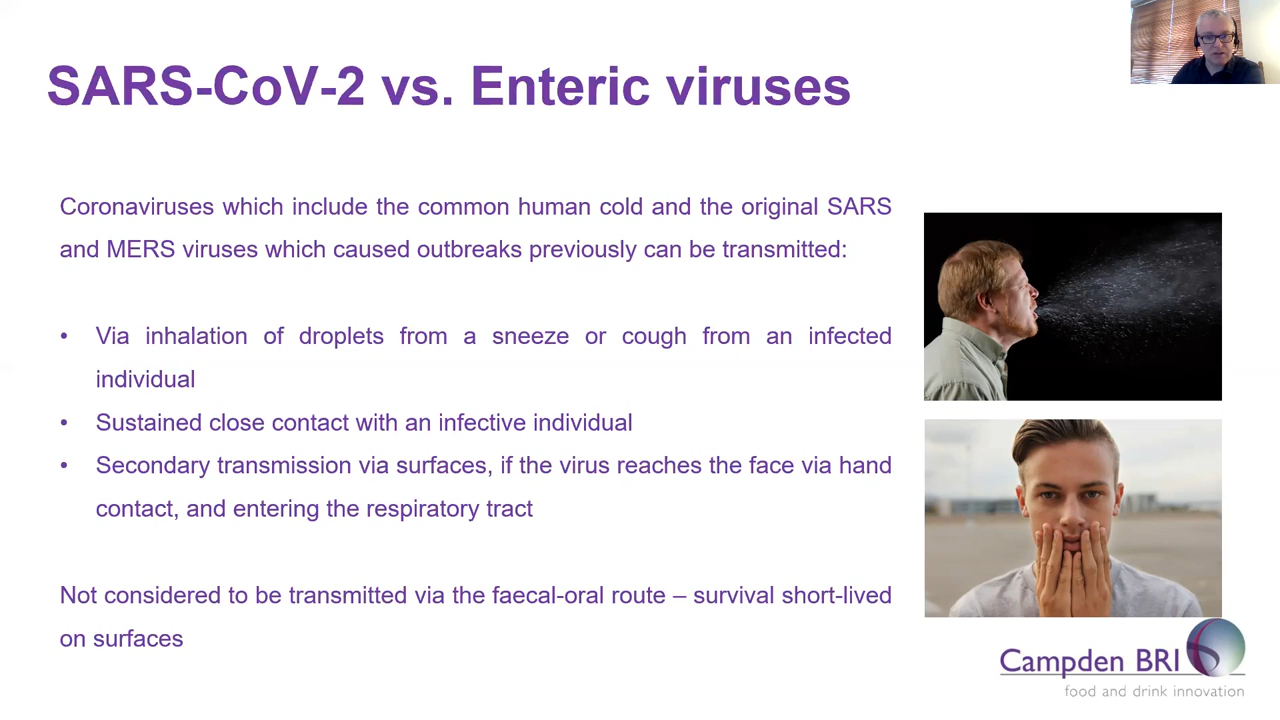 SARS-CoV-2 vs. Enteric viruses
Coronaviruses which include the common human cold and the original SARS
and MERS viruses which caused outbreaks previously can be transmitted:
• Via inhalation of droplets from a sneeze or cough from an infected
individual
• Sustained close contact with an infective individual
• Secondary transmission via surfaces, if the virus reaches the face via hand
contact, and entering the respiratory tract
Not considered to be transmitted via the faecal-oral route – survival short-lived
on surfaces
Campden BRI
food and drink innovation